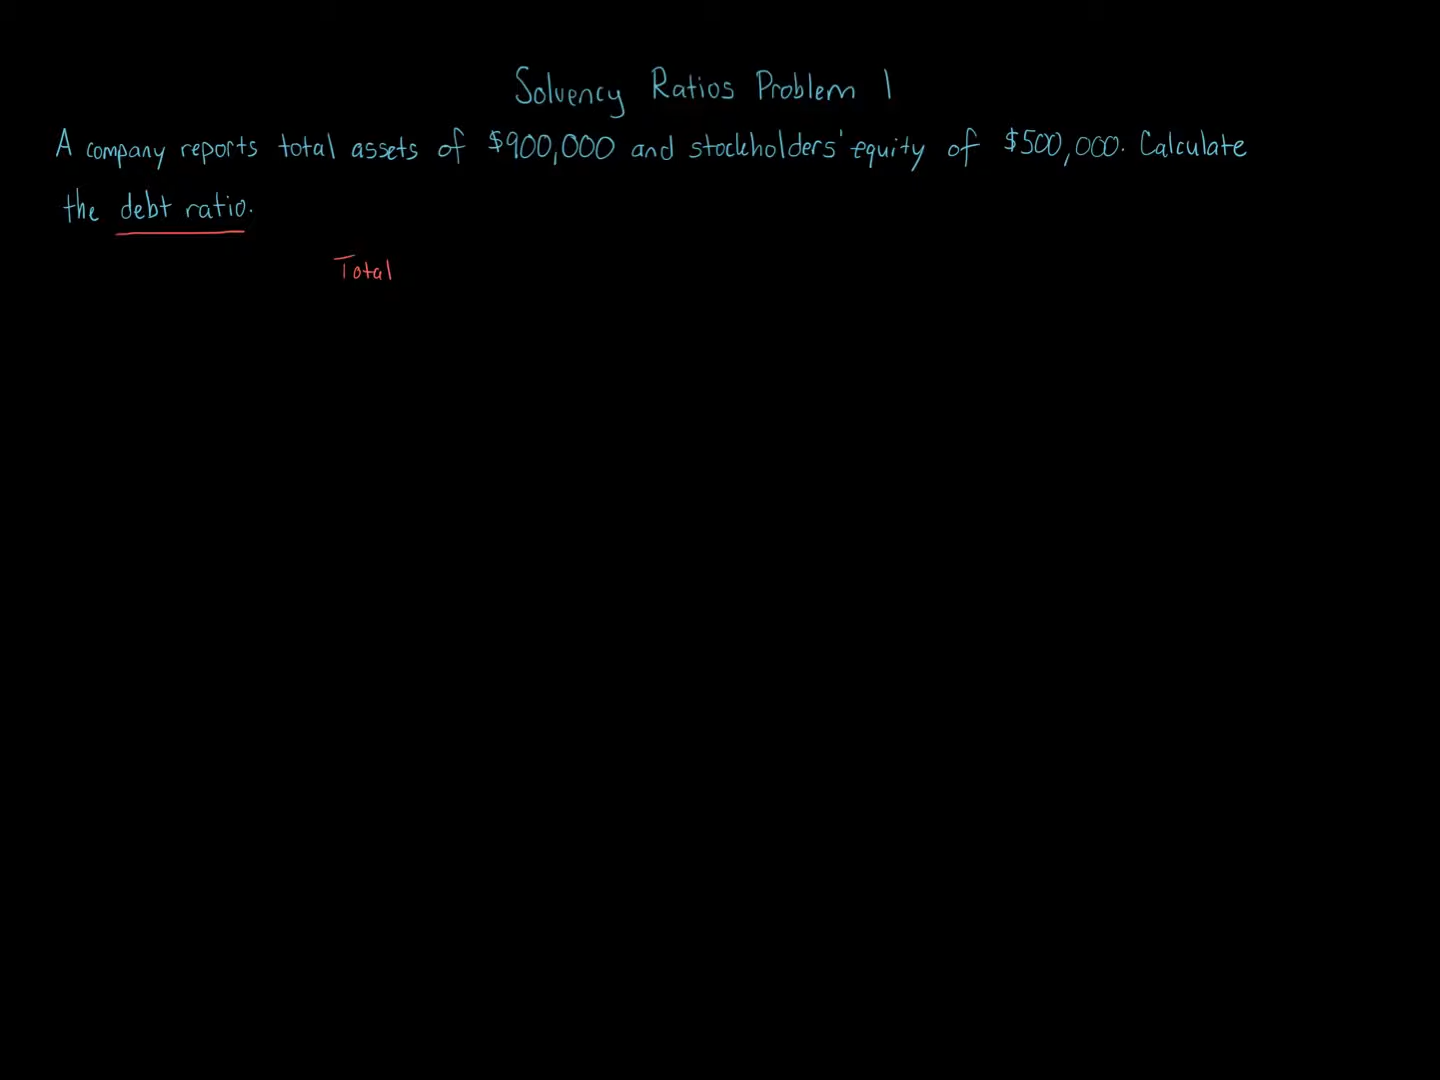 Solvency Ratios Problem 1
A company reports total assets of $900,000 and stockholders' equity of $500,000. Calculate
the debt ratio.
Total